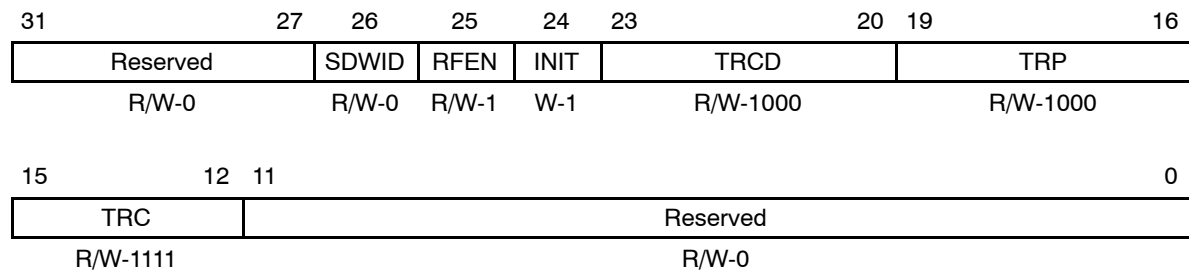 31 27 26 25 24 23 20 19 16
Reserved SDWID RFEN INIT TRCD TRP
R/W-0 R/W-0 R/W-1 W-1 R/W-1000 R/W-1000
15 12 11 0
TRC Reserved
R/W-1111 R/W-0